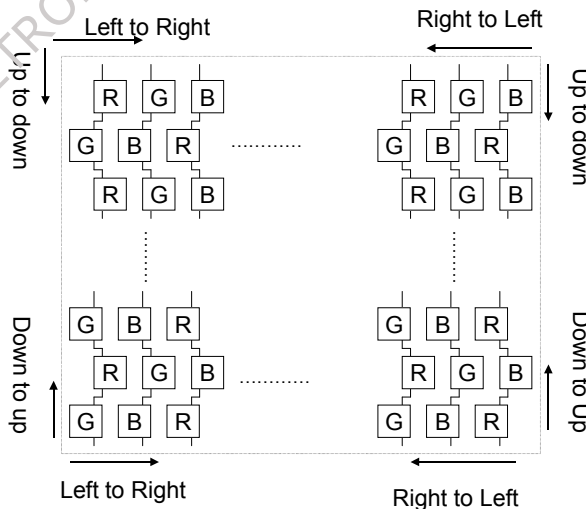 TRO
Left to Right
Right to Left
Up to down
Up to down
R G B R G B
G B R ............ G B R
R G B R G B
G B R G B R
R G B ............ R G B
G B R G B R
Down to up
Down to Up
Left to Right
Right to Left